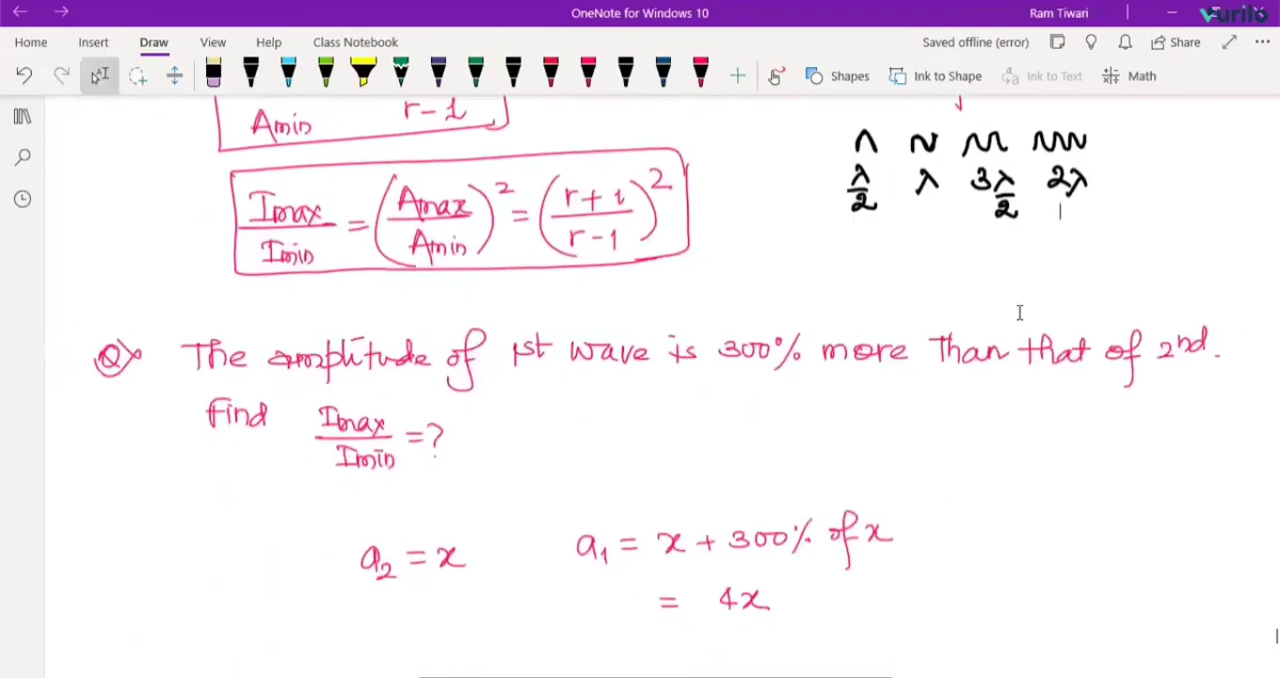 OneNote for Windows 10
Ram Tiwari
Vurilo
Home Insert Draw View Help Class Notebook
Saved offline (error) Share
Shapes Ink to Shape Ink to Text Math
Amin r-1
Imax/Imin = (Amax/Amin)² = (r+1/r-1)²
λ/2 λ 3λ/2 2λ
Q The amplitude of 1st wave is 300% more than that of 2nd.
Find Imax/Imin = ?
a₂ = x a₁ = x + 300% of x
= 4x